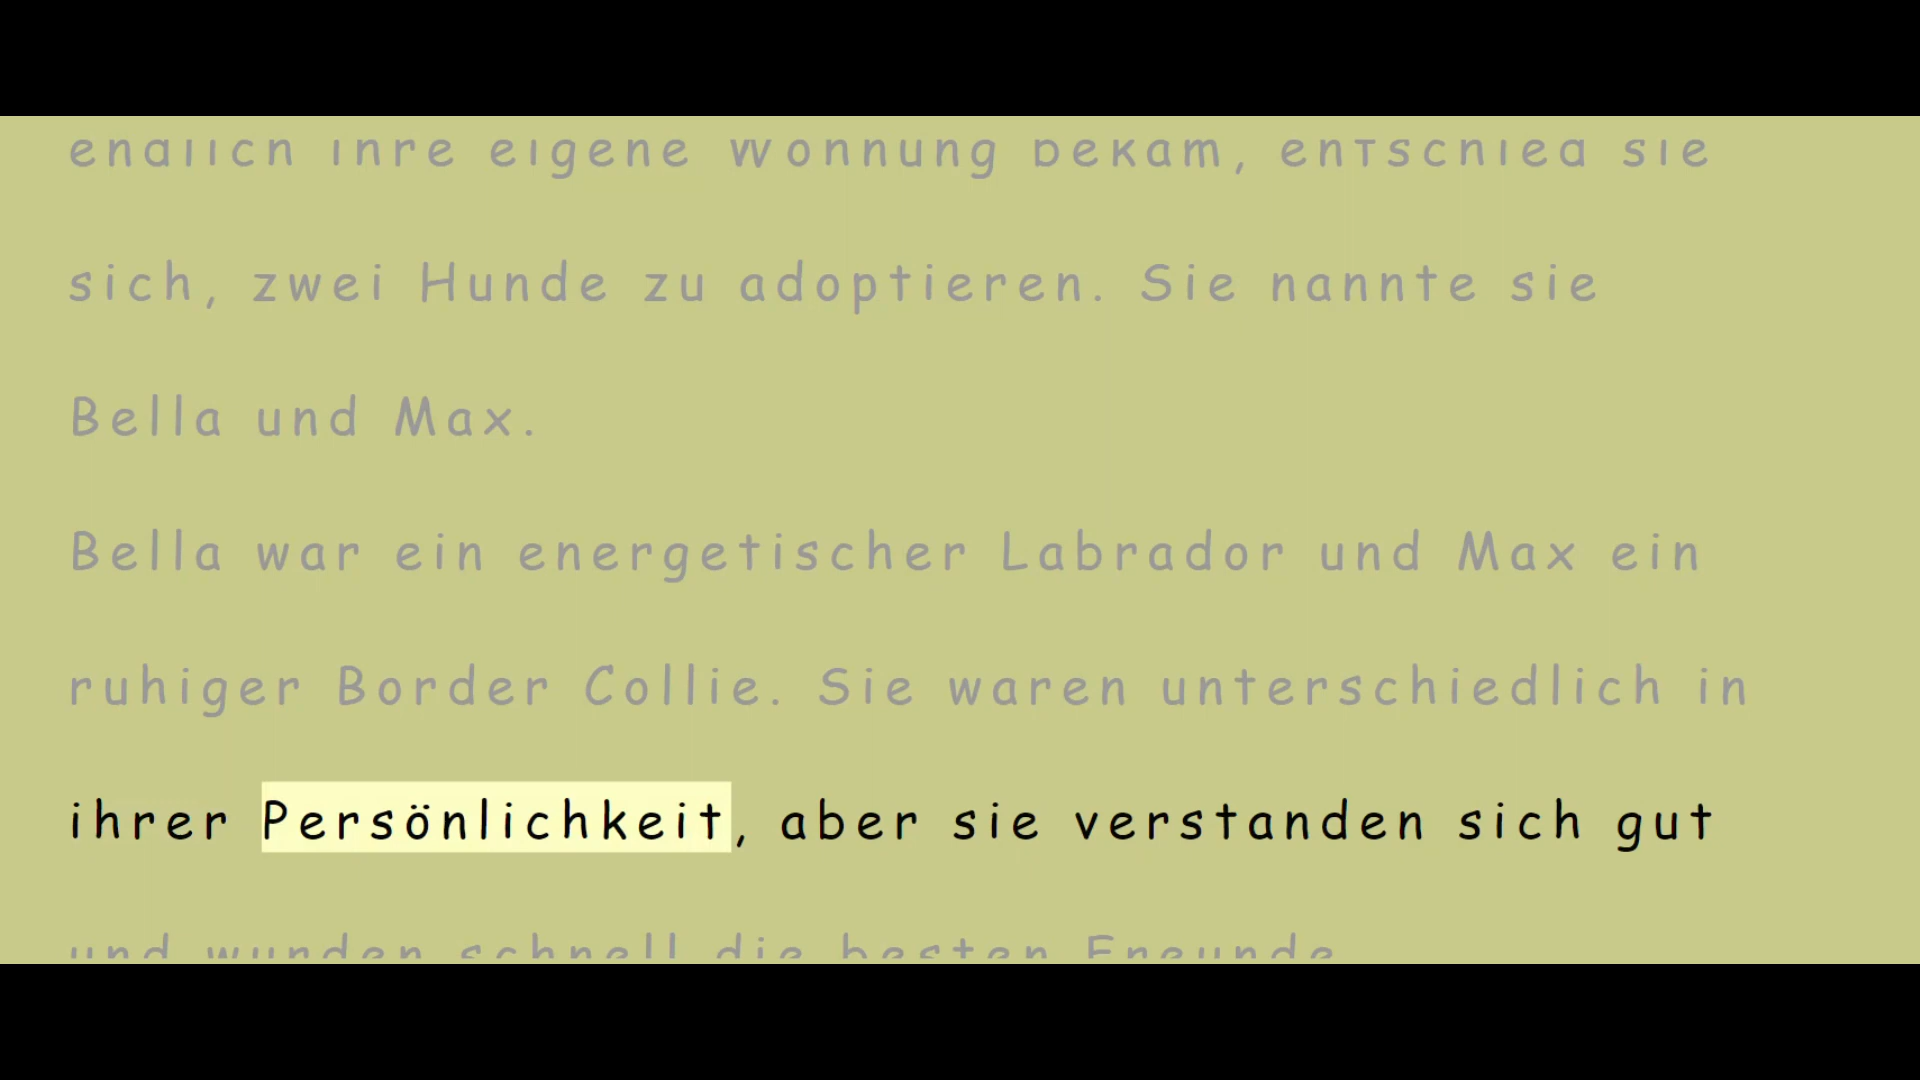 endlich ihre eigene Wohnung bekam, entschied sie
sich, zwei Hunde zu adoptieren. Sie nannte sie
Bella und Max.
Bella war ein energetischer Labrador und Max ein
ruhiger Border Collie. Sie waren unterschiedlich in
ihrer Persönlichkeit, aber sie verstanden sich gut
und wurden schnell die besten Freunde